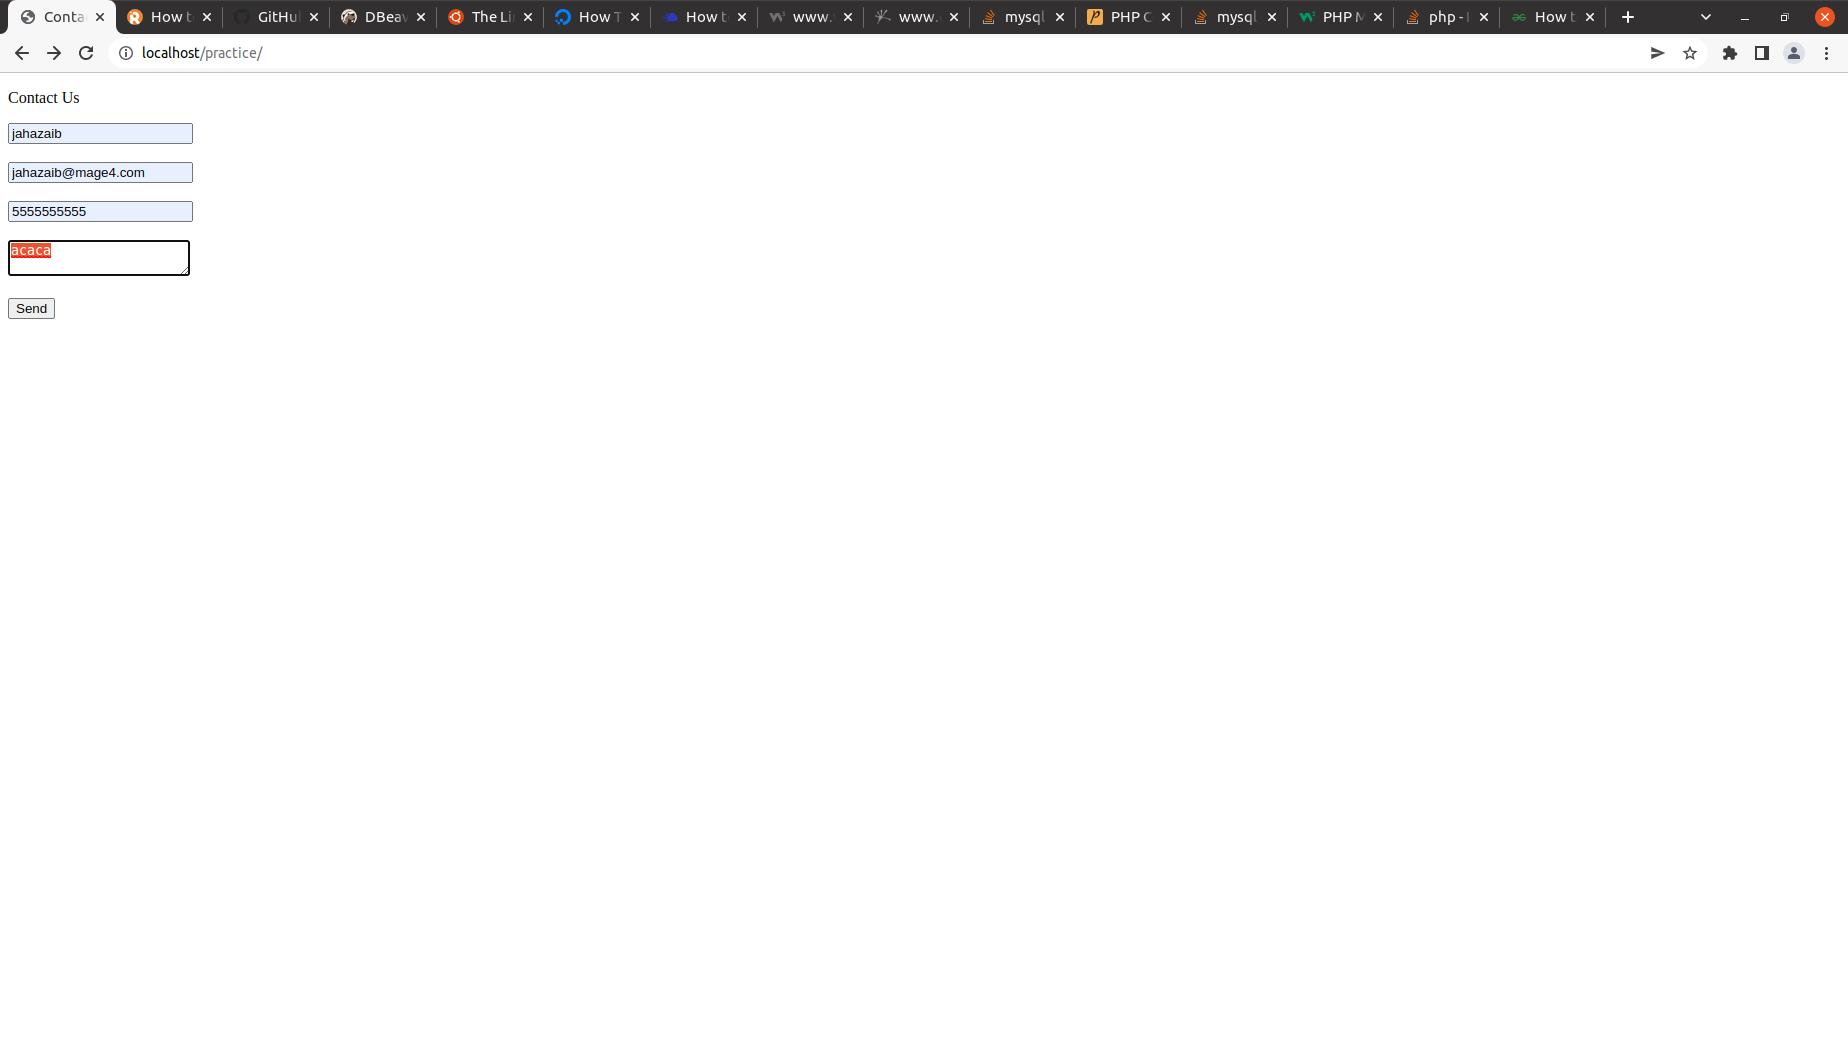 Conta
How t
GitHu
DBeav
The Li
How T
How t
www.
www.
mysql
PHP C
mysql
PHP M
php -
How t
localhost/practice/
Contact Us
jahazaib
jahazaib@mage4.com
5555555555
acaca
Send